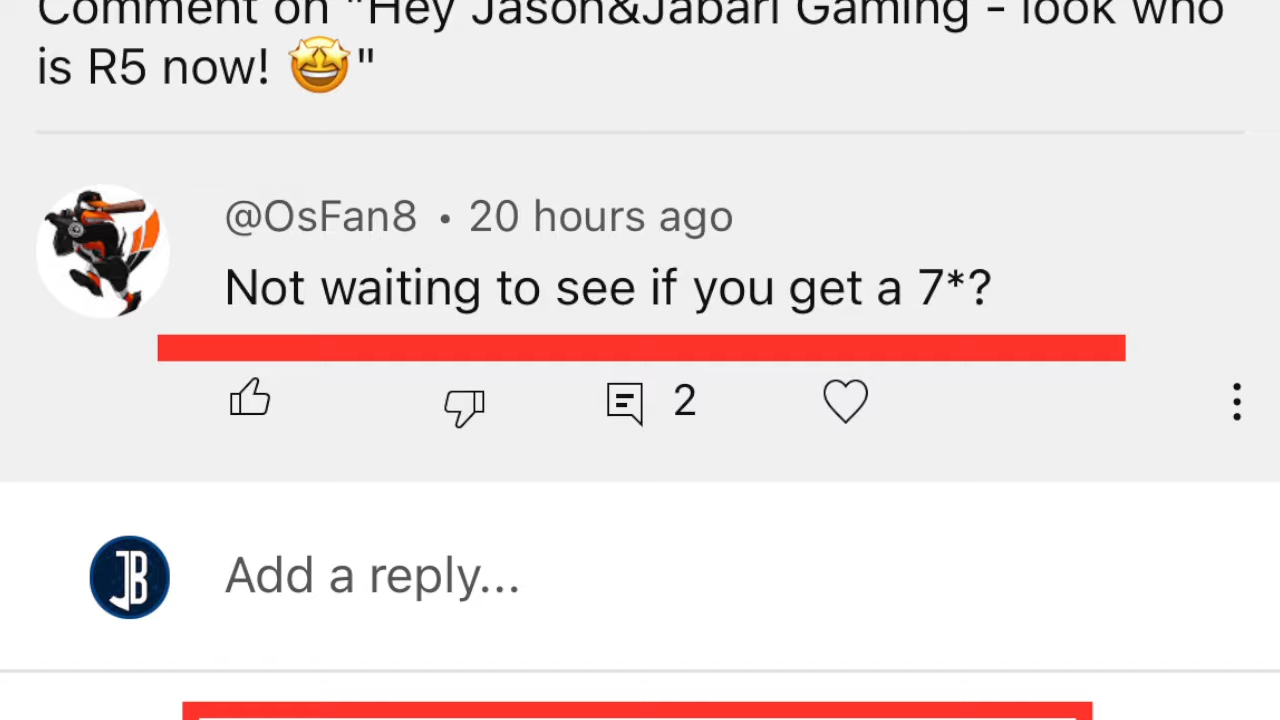 Comment on "Hey Jason&Jabari Gaming - look who
is R5 now! 🤩"
@OsFan8 • 20 hours ago
Not waiting to see if you get a 7*?
2
JB
Add a reply...